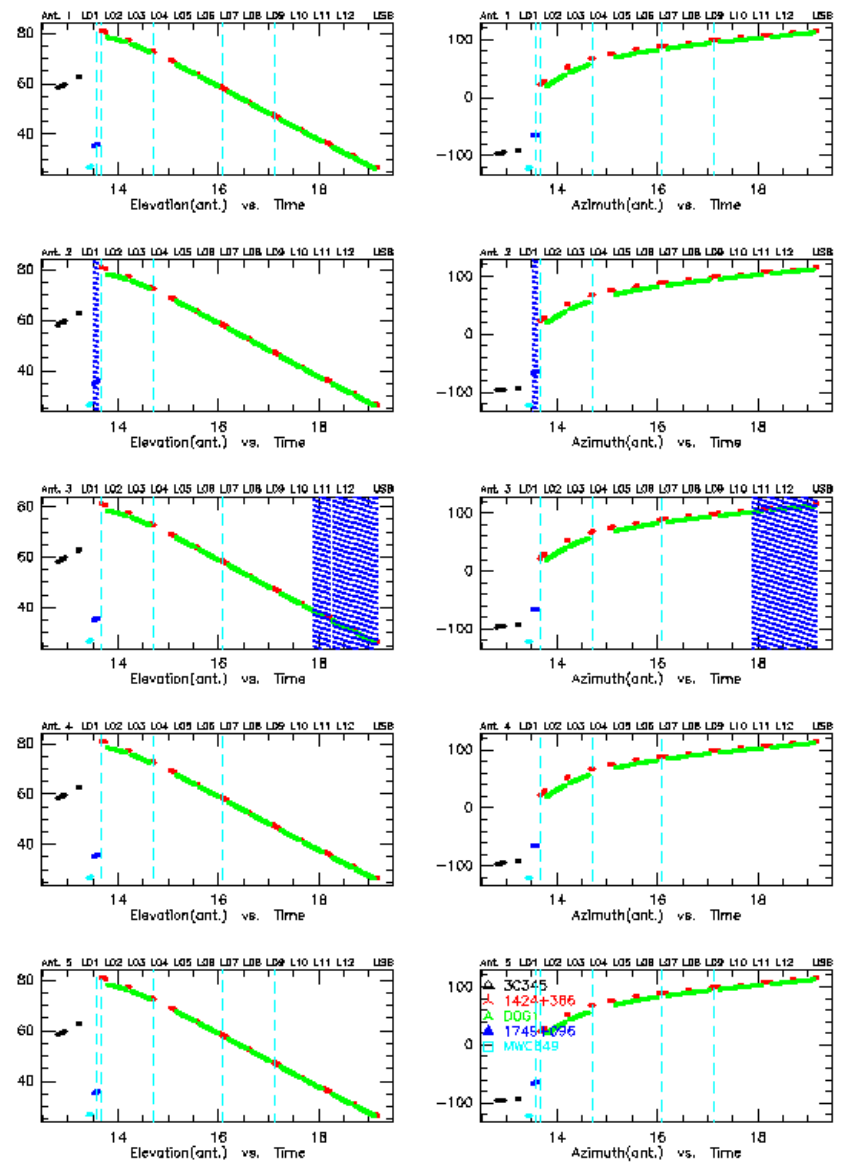 Ant. 1 L01 L02 L03 L04 L05 L06 L07 L08 L09 L10 L11 L12 USB
80
60
40
14 16 18
Elevation(ant.) vs. Time
Ant. 1 L01 L02 L03 L04 L05 L06 L07 L08 L09 L10 L11 L12 USB
100
0
-100
14 16 18
Azimuth(ant.) vs. Time
Ant. 2 L01 L02 L03 L04 L05 L06 L07 L08 L09 L10 L11 L12 USB
80
60
40
14 16 18
Elevation(ant.) vs. Time
Ant. 2 L01 L02 L03 L04 L05 L06 L07 L08 L09 L10 L11 L12 USB
100
0
-100
14 16 18
Azimuth(ant.) vs. Time
Ant. 3 L01 L02 L03 L04 L05 L06 L07 L08 L09 L10 L11 L12 USB
80
60
40
14 16 18
Elevation(ant.) vs. Time
Ant. 3 L01 L02 L03 L04 L05 L06 L07 L08 L09 L10 L11 L12 USB
100
0
-100
14 16 18
Azimuth(ant.) vs. Time
Ant. 4 L01 L02 L03 L04 L05 L06 L07 L08 L09 L10 L11 L12 USB
80
60
40
14 16 18
Elevation(ant.) vs. Time
Ant. 4 L01 L02 L03 L04 L05 L06 L07 L08 L09 L10 L11 L12 USB
100
0
-100
14 16 18
Azimuth(ant.) vs. Time
Ant. 5 L01 L02 L03 L04 L05 L06 L07 L08 L09 L10 L11 L12 USB
80
60
40
14 16 18
Elevation(ant.) vs. Time
Ant. 5 L01 L02 L03 L04 L05 L06 L07 L08 L09 L10 L11 L12 USB
100
0
-100
3C345
1424+366
DOG1
1745+096
MWC349
14 16 18
Azimuth(ant.) vs. Time